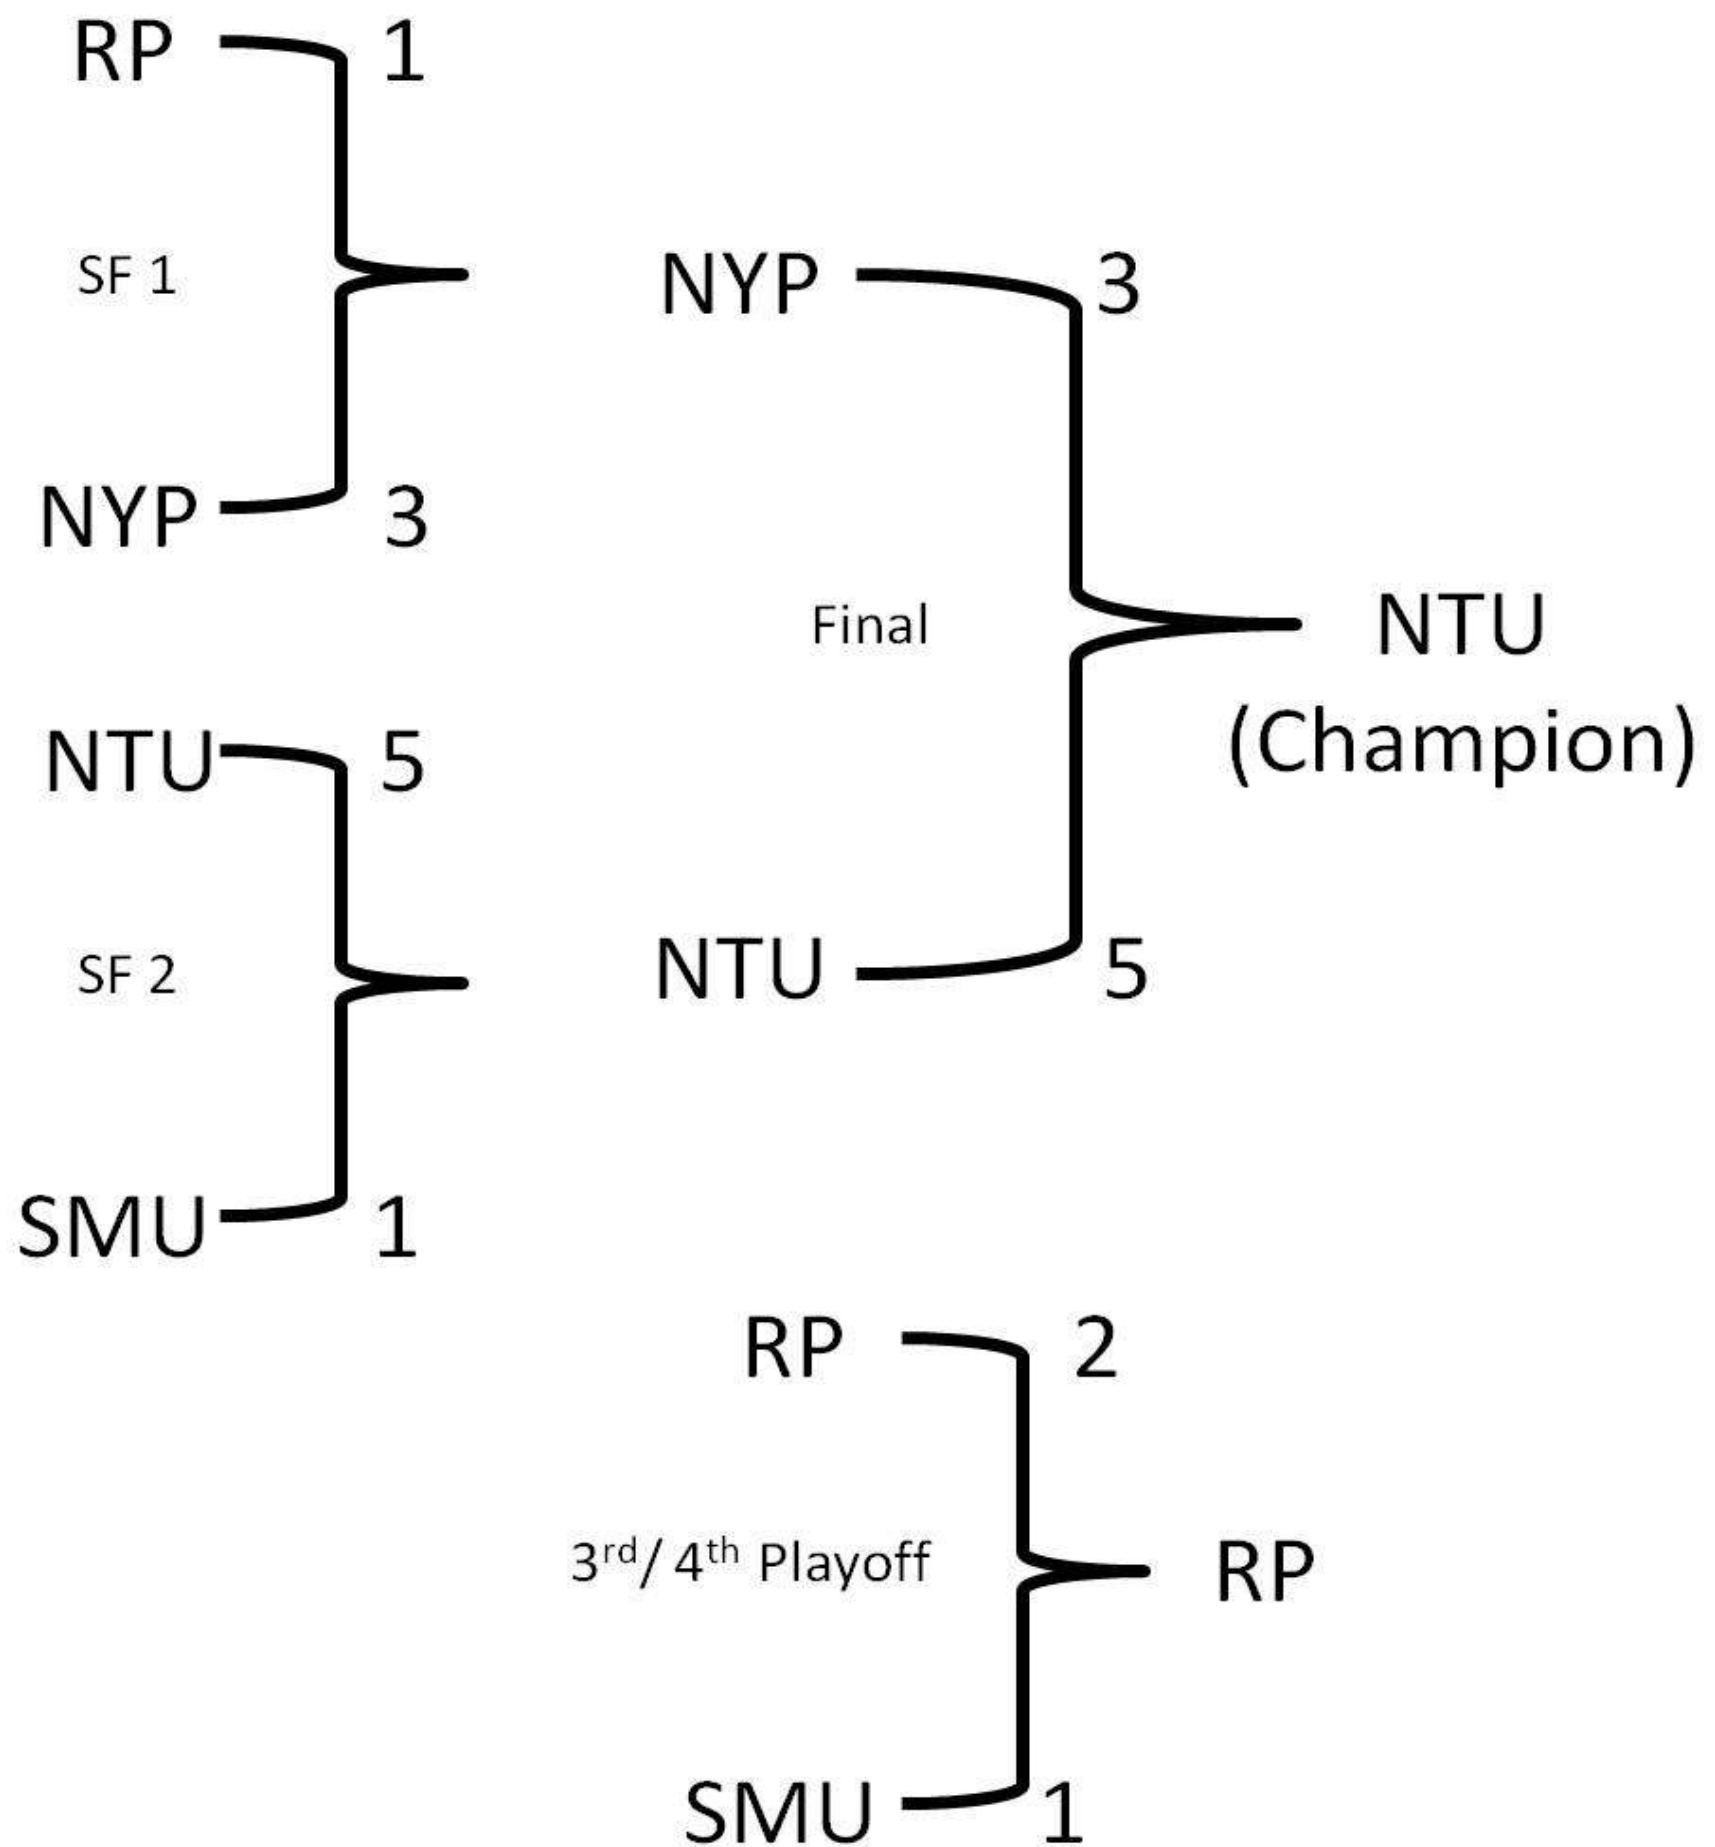 RP 1
SF 1
NYP 3
NTU 5
SF 2
SMU 1
NYP 3
Final
NTU 5
NTU
(Champion)
RP 2
3rd/ 4th Playoff
SMU 1
RP